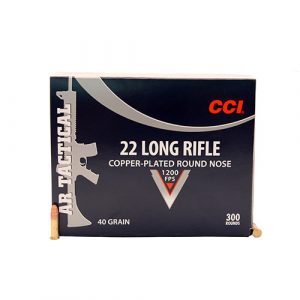 CCI.
AR TACTICAL
22 LONG RIFLE
COPPER-PLATED ROUND NOSE
1200
FPS
40 GRAIN
300
ROUNDS